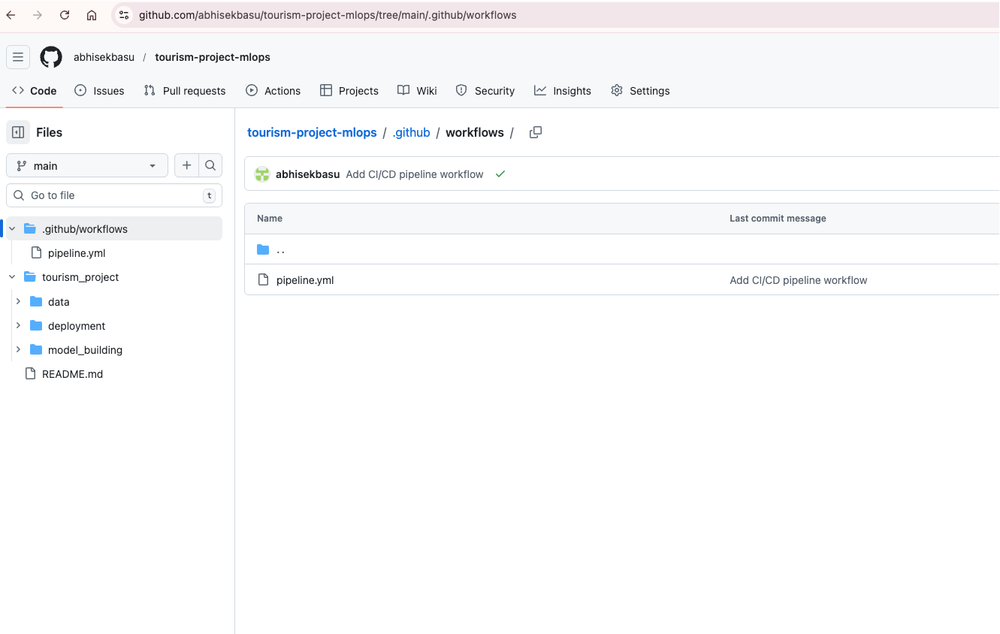 github.com/abhisekbasu/tourism-project-mlops/tree/main/.github/workflows
abhisekbasu / tourism-project-mlops
Code Issues Pull requests Actions Projects Wiki Security Insights Settings
Files
main
Go to file t
.github/workflows
pipeline.yml
tourism_project
data
deployment
model_building
README.md
tourism-project-mlops / .github / workflows /
abhisekbasu Add CI/CD pipeline workflow
Name Last commit message
..
pipeline.yml Add CI/CD pipeline workflow